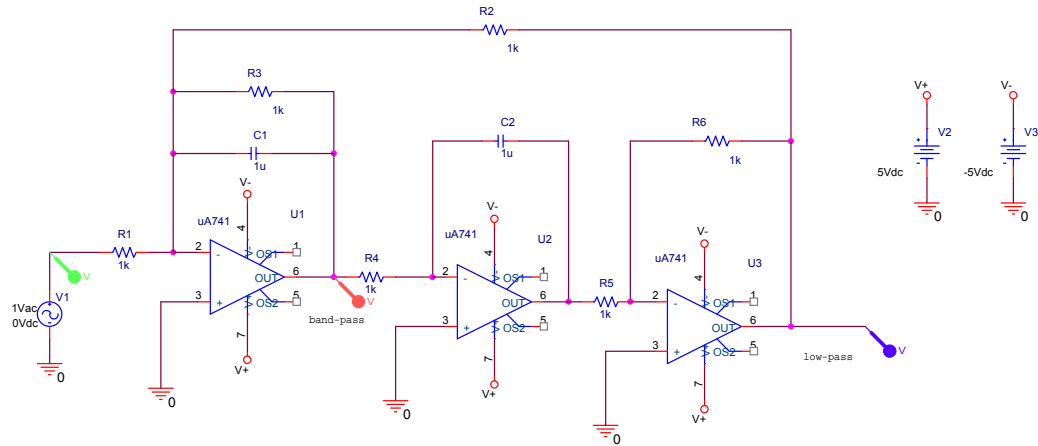 R2
1k
R3
1k
C1
1u
C2
1u
R6
1k
V+
V2
5Vdc
0
V-
V3
-5Vdc
0
V-
uA741
U1
4
R1
1k
2
-
V-
OS1
1
6
OUT
3
+
V+
OS2
5
7
V+
0
V
V1
1Vac
0Vdc
0
band-pass
V
R4
1k
V-
uA741
U2
4
2
-
V-
OS1
1
6
OUT
3
+
V+
OS2
5
7
V+
0
R5
1k
V-
uA741
U3
4
2
-
V-
OS1
1
6
OUT
3
+
V+
OS2
5
7
V+
0
low-pass
V